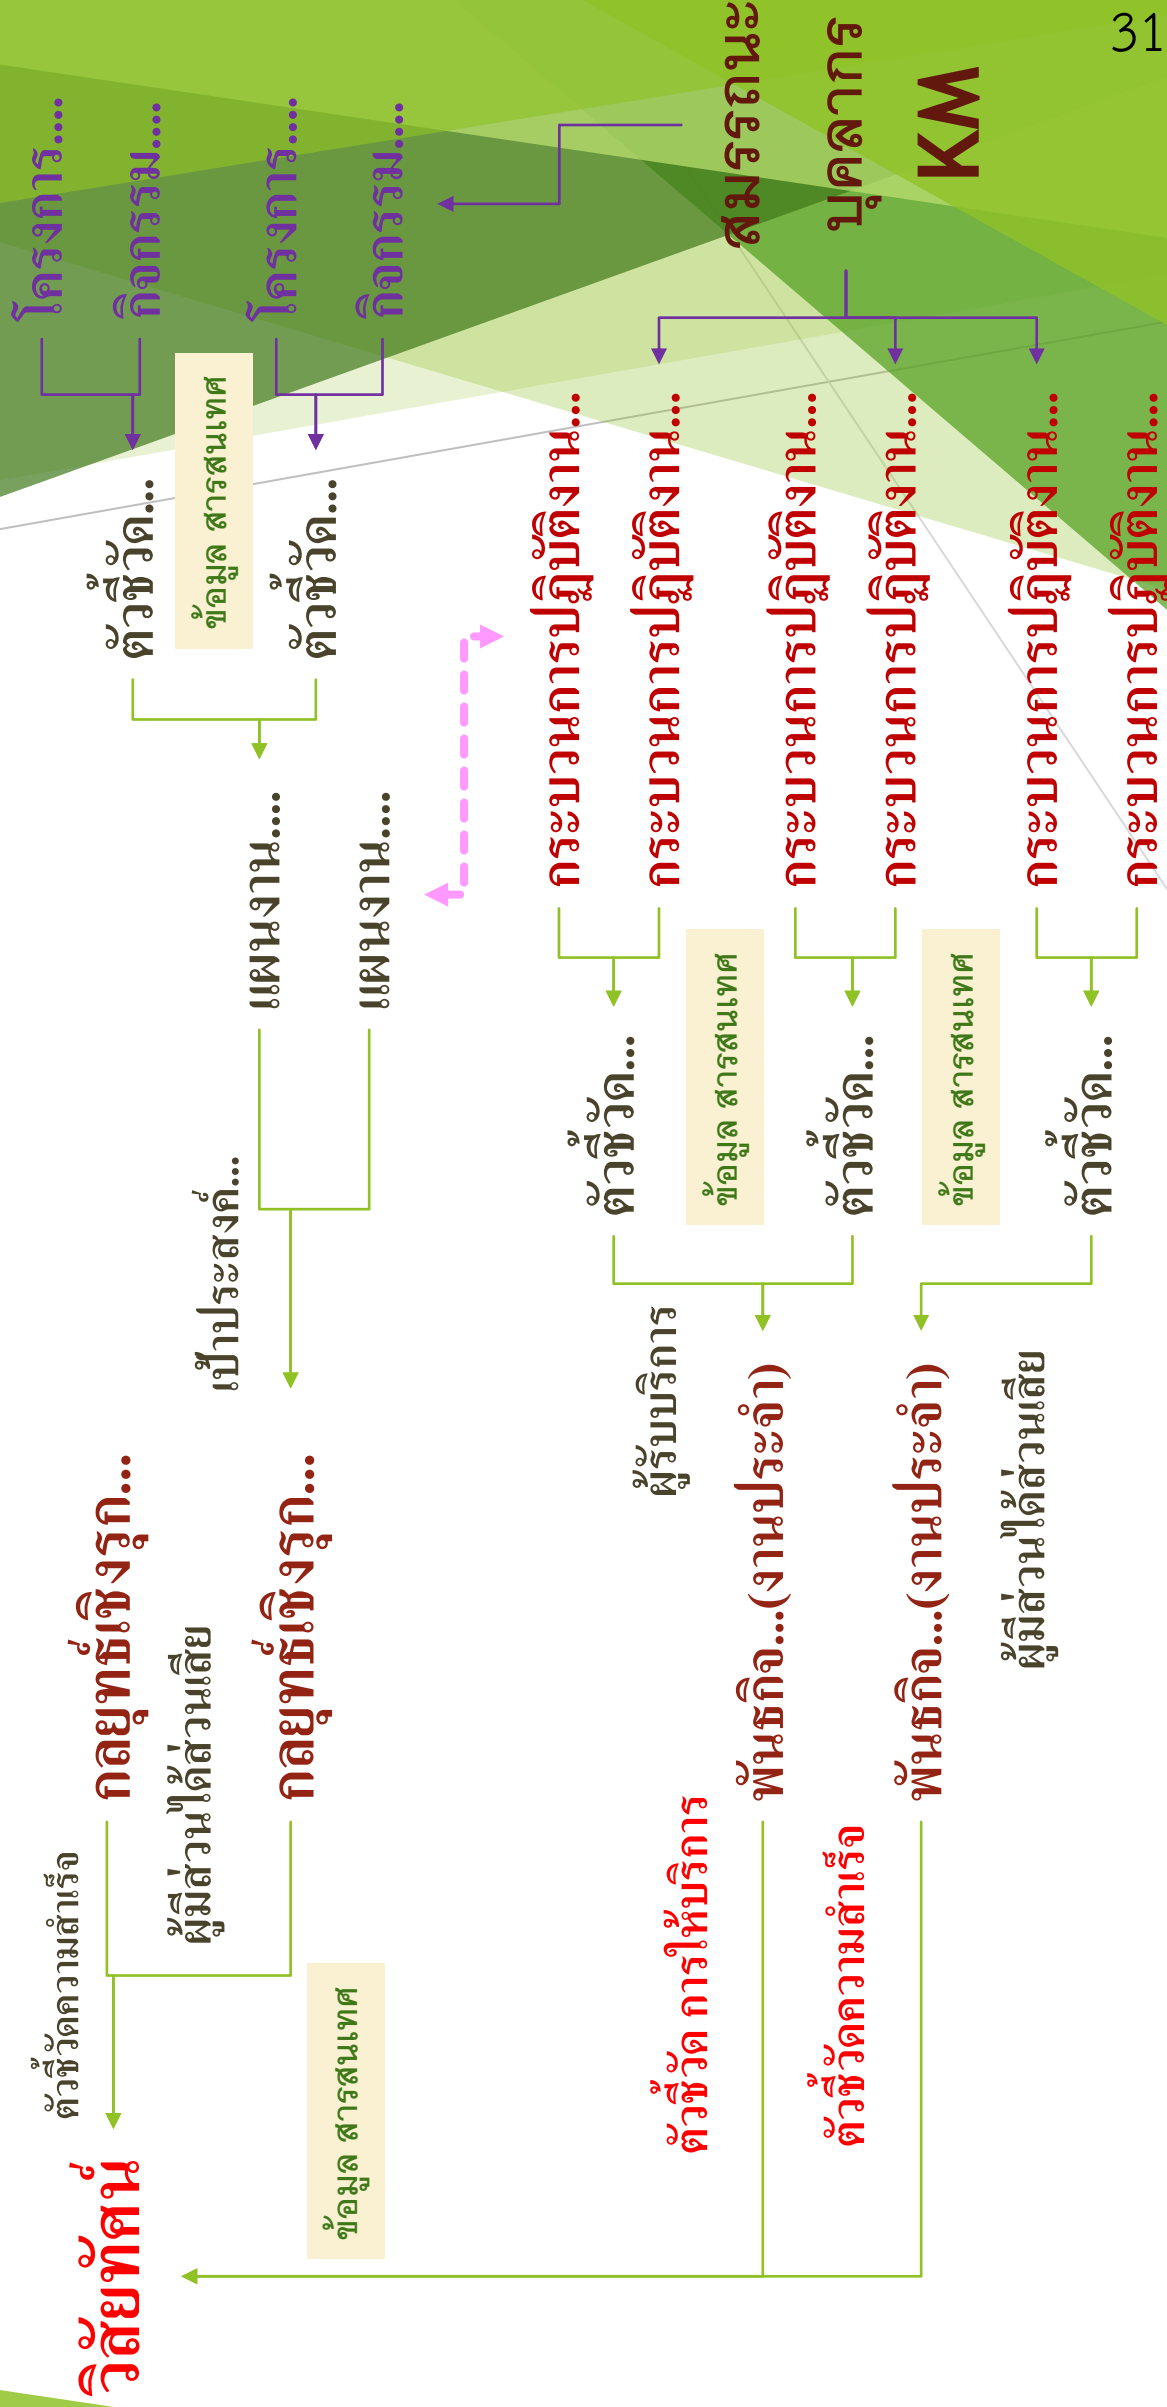 31
วิสัยทัศน์
ตัวชี้วัดความสำเร็จ
กลยุทธ์เชิงรุก...
ผู้มีส่วนได้ส่วนเสีย
กลยุทธ์เชิงรุก...
ข้อมูล สารสนเทศ
เป้าประสงค์...
แผนงาน.....
แผนงาน.....
ตัวชี้วัด...
ข้อมูล สารสนเทศ
ตัวชี้วัด...
โครงการ.....
กิจกรรม.....
โครงการ.....
กิจกรรม.....
ตัวชี้วัด การให้บริการ
ตัวชี้วัดความสำเร็จ
ผู้รับบริการ
พันธกิจ...(งานประจำ)
พันธกิจ...(งานประจำ)
ผู้มีส่วนได้ส่วนเสีย
ตัวชี้วัด...
ข้อมูล สารสนเทศ
ตัวชี้วัด...
ข้อมูล สารสนเทศ
ตัวชี้วัด...
กระบวนการปฏิบัติงาน...
กระบวนการปฏิบัติงาน...
กระบวนการปฏิบัติงาน...
กระบวนการปฏิบัติงาน...
กระบวนการปฏิบัติงาน...
กระบวนการปฏิบัติงาน...
สมรรถนะ
บุคลากร
KM